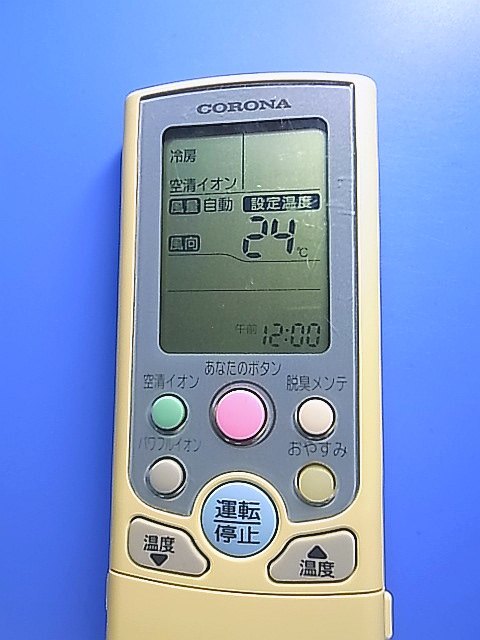 CORONA
冷房
空清イオン
風量 自動 設定温度
風向 24℃
午前 12:00
あなたのボタン
空清イオン 脱臭メンテ
パワフルイオン おやすみ
運転
停止
温度 ▼
▲ 温度